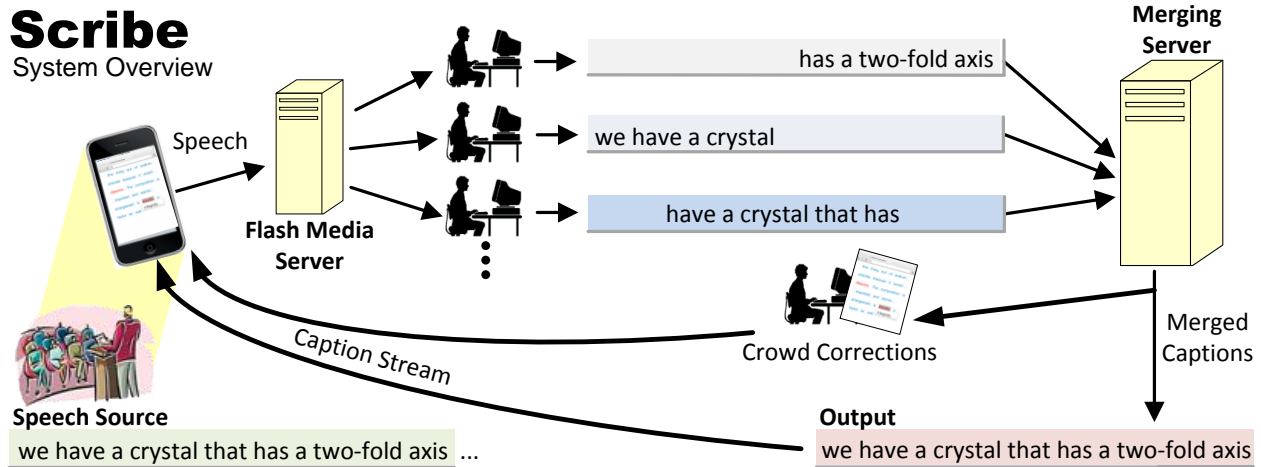 Scribe
System Overview
Speech
Flash Media
Server
has a two-fold axis
we have a crystal
have a crystal that has
Merging
Server
Crowd Corrections
Merged
Captions
Caption Stream
Speech Source
we have a crystal that has a two-fold axis ...
Output
we have a crystal that has a two-fold axis